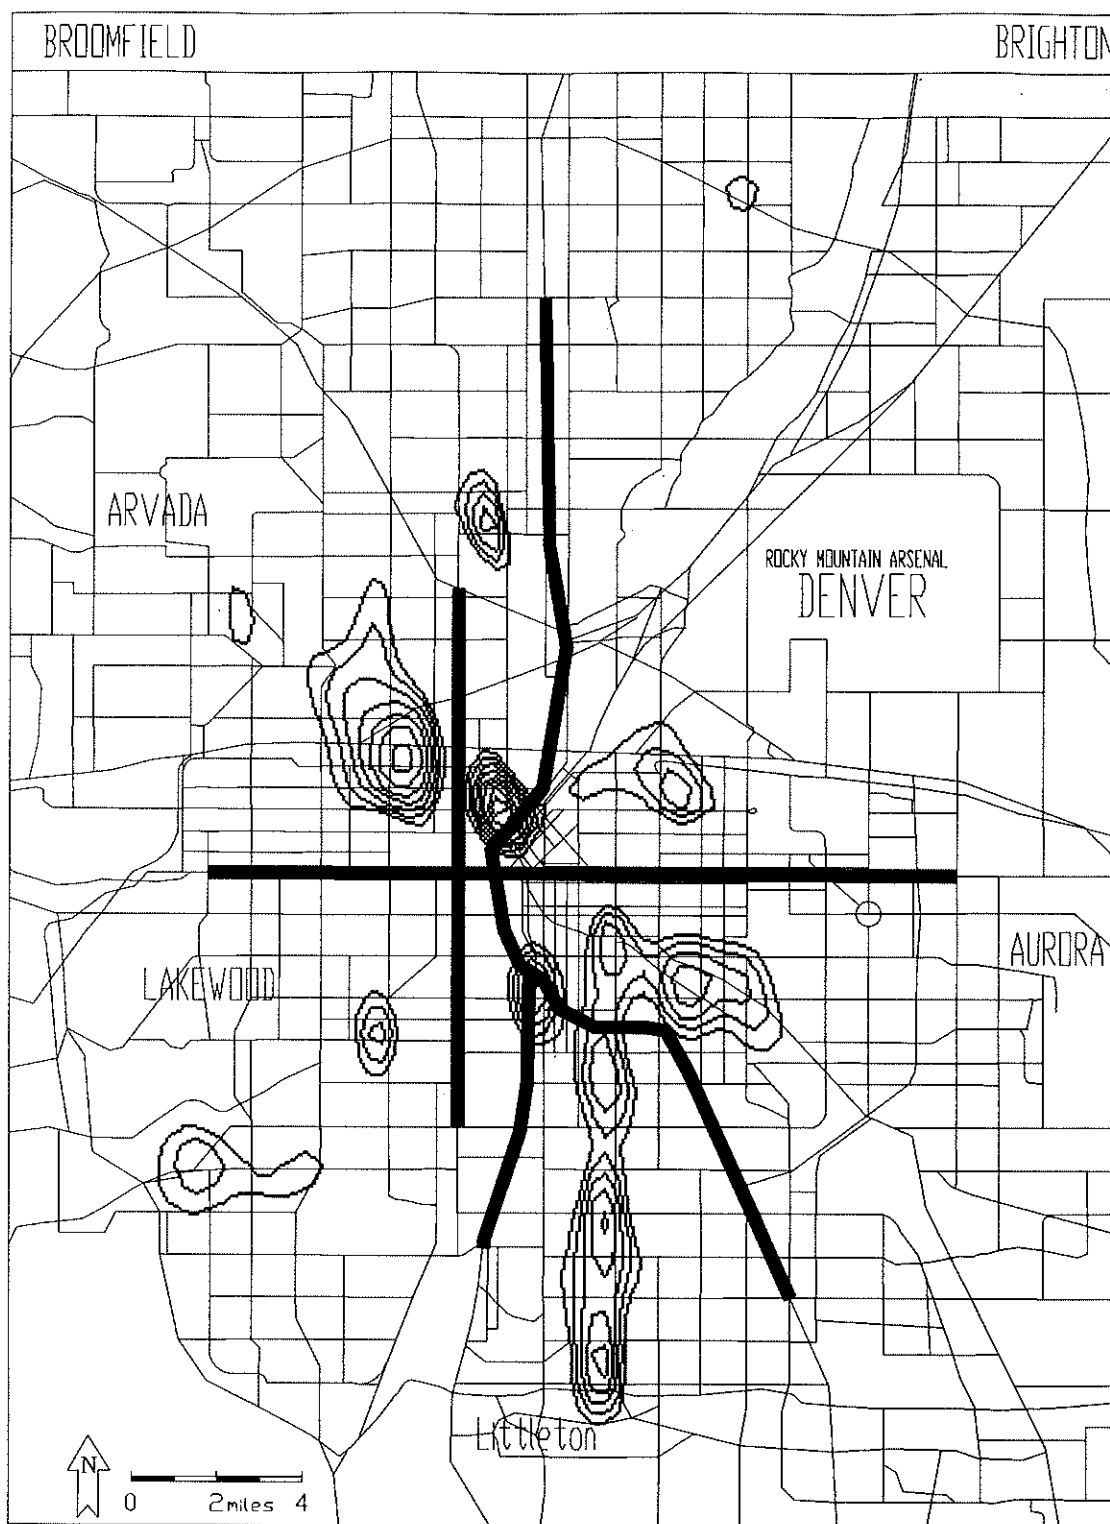 BROOMFIELD
BRIGHTON
ARVADA
ROCKY MOUNTAIN ARSENAL
DENVER
AURORA
LAKEWOOD
Littleton
N
0 2miles 4